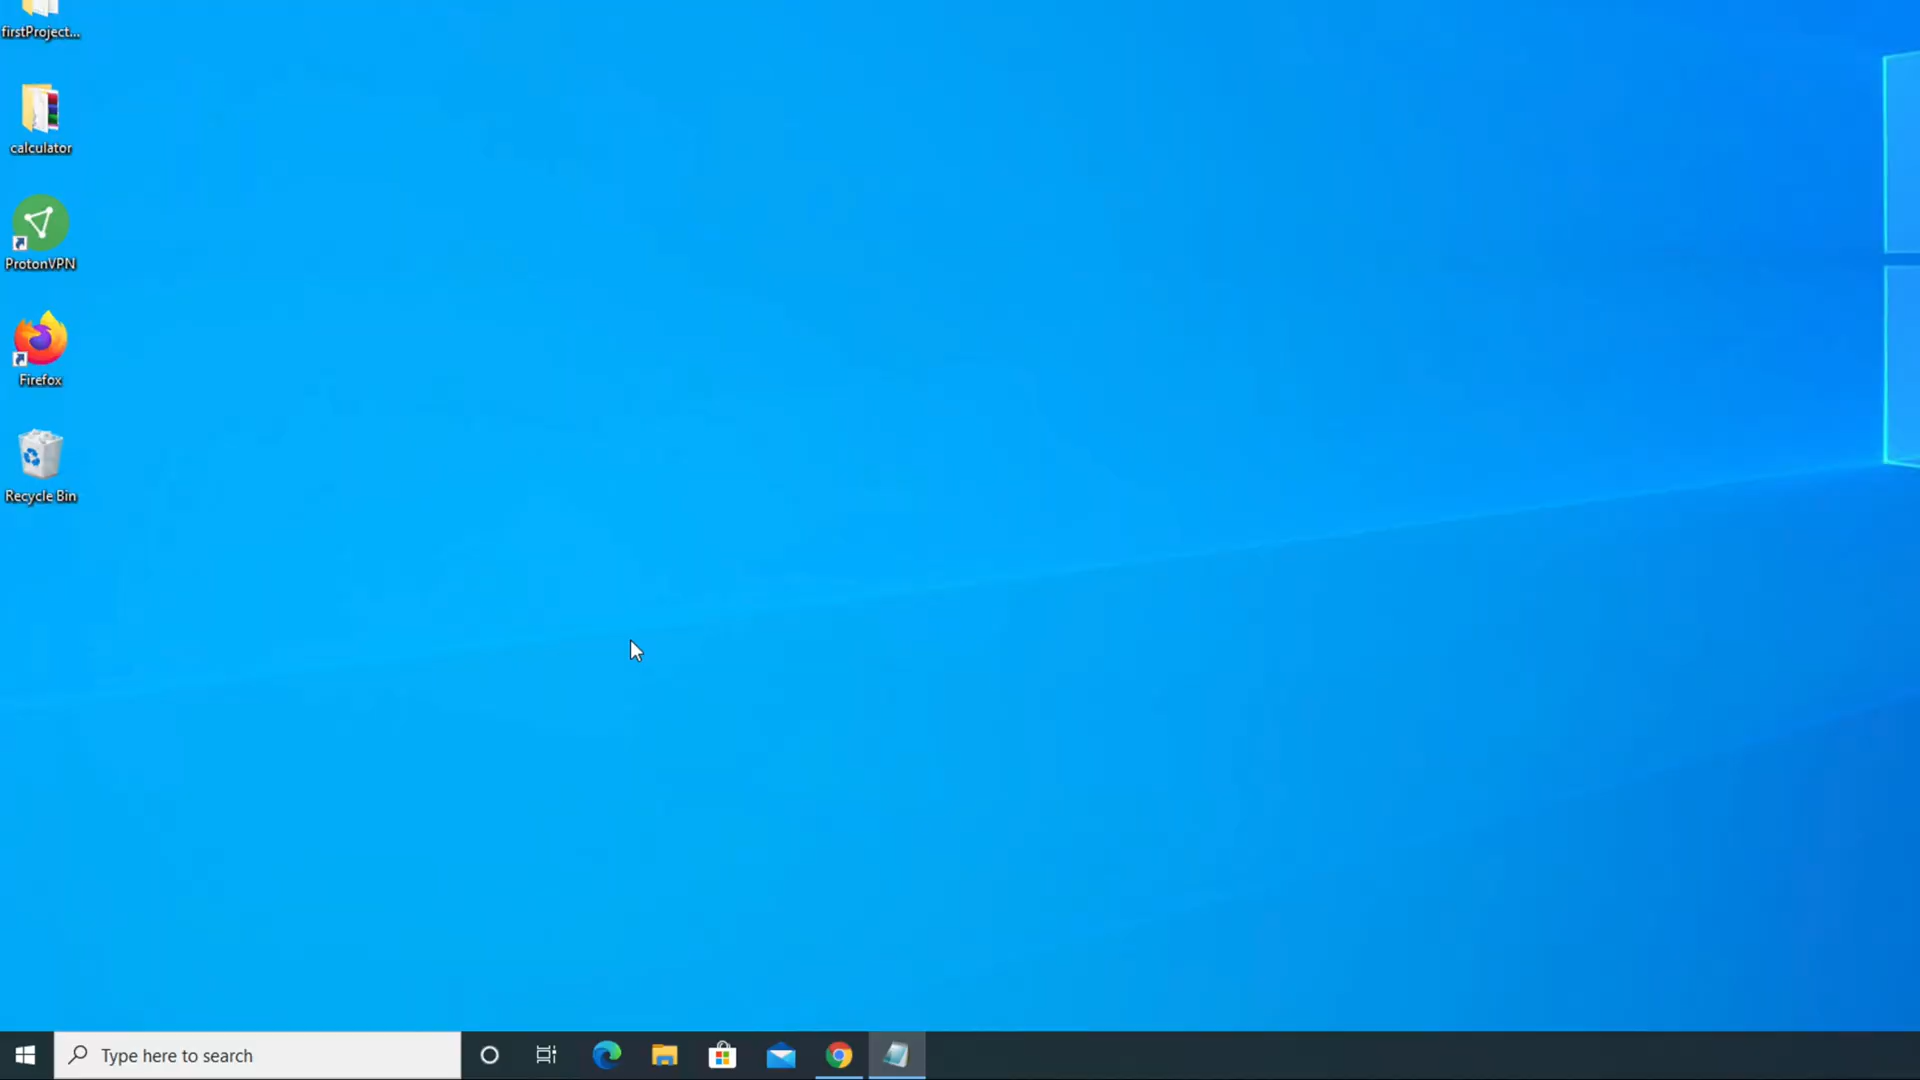 firstProject...
calculator
ProtonVPN
Firefox
Recycle Bin
Type here to search